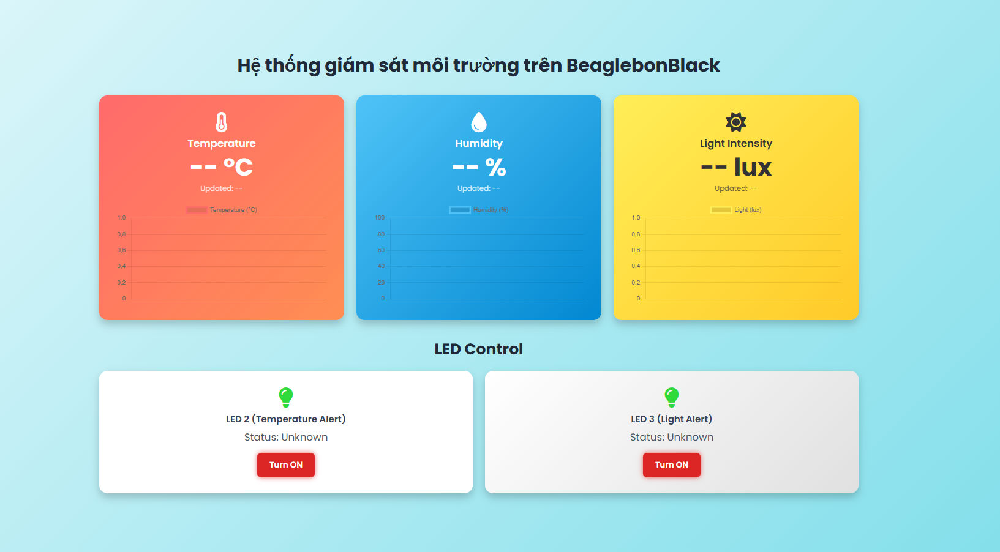 Hệ thống giám sát môi trường trên BeaglebonBlack
Temperature
-- °C
Updated: --
Temperature (°C)
1,0
0,8
0,6
0,4
0,2
0
Humidity
-- %
Updated: --
Humidity (%)
100
80
60
40
20
0
Light Intensity
-- lux
Updated: --
Light (lux)
1,0
0,8
0,6
0,4
0,2
0
LED Control
LED 2 (Temperature Alert)
Status: Unknown
Turn ON
LED 3 (Light Alert)
Status: Unknown
Turn ON